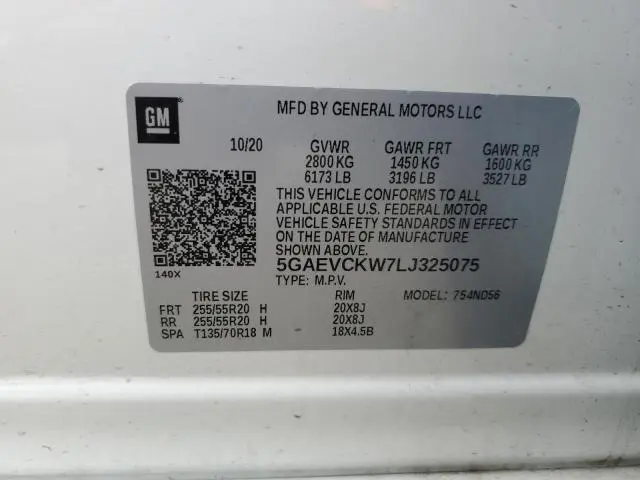 GM
MFD BY GENERAL MOTORS LLC
10/20 GVWR GAWR FRT GAWR RR
2800 KG 1450 KG 1600 KG
6173 LB 3196 LB 3527 LB
THIS VEHICLE CONFORMS TO ALL
APPLICABLE U.S. FEDERAL MOTOR
VEHICLE SAFETY STANDARDS IN EFFECT
ON THE DATE OF MANUFACTURE
SHOWN ABOVE.
5GAEVCKW7LJ325075
140X
TYPE: M.P.V.
TIRE SIZE RIM MODEL: 754ND56
FRT 255/55R20 H 20X8J
RR 255/55R20 H 20X8J
SPA T135/70R18 M 18X4.5B